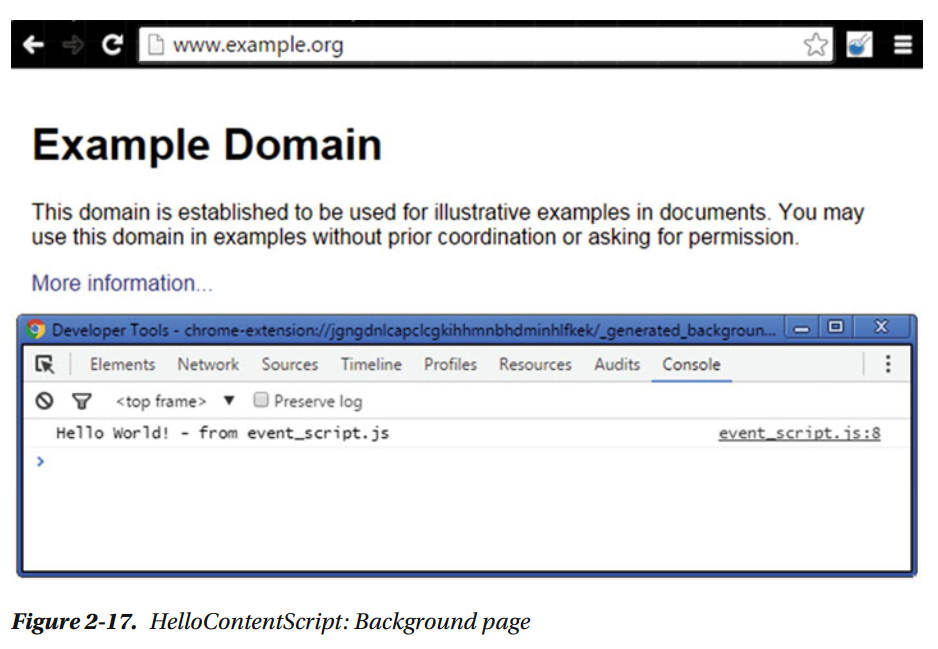 www.example.org
Example Domain
This domain is established to be used for illustrative examples in documents. You may
use this domain in examples without prior coordination or asking for permission.
More information...
Developer Tools - chrome-extension://jgngdnlcapclcgkihhmnbhdminhlfkek/_generated_backgroun...
Elements Network Sources Timeline Profiles Resources Audits Console
<top frame> ▼ Preserve log
Hello World! - from event_script.js event_script.js:8
>
Figure 2-17. HelloContentScript: Background page